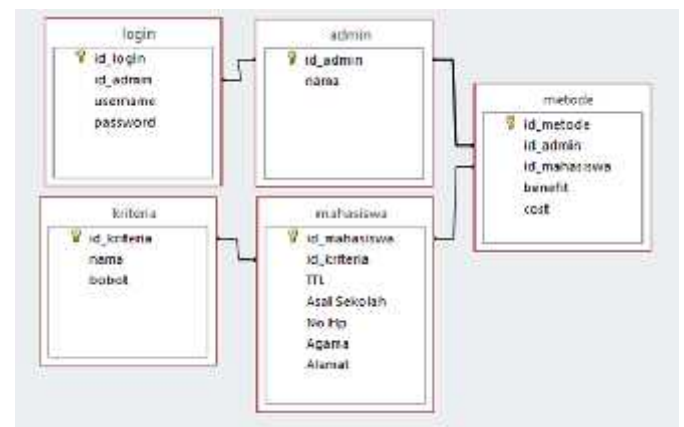 login
id_login
id_admin
username
password
admin
id_admin
nama
metode
id_metode
id_admin
id_mahasiswa
benefit
cost
kriteria
id_kriteria
nama
bobot
mahasiswa
id_mahasiswa
id_kriteria
TTL
Asal Sekolah
No Hp
Agama
Alamat